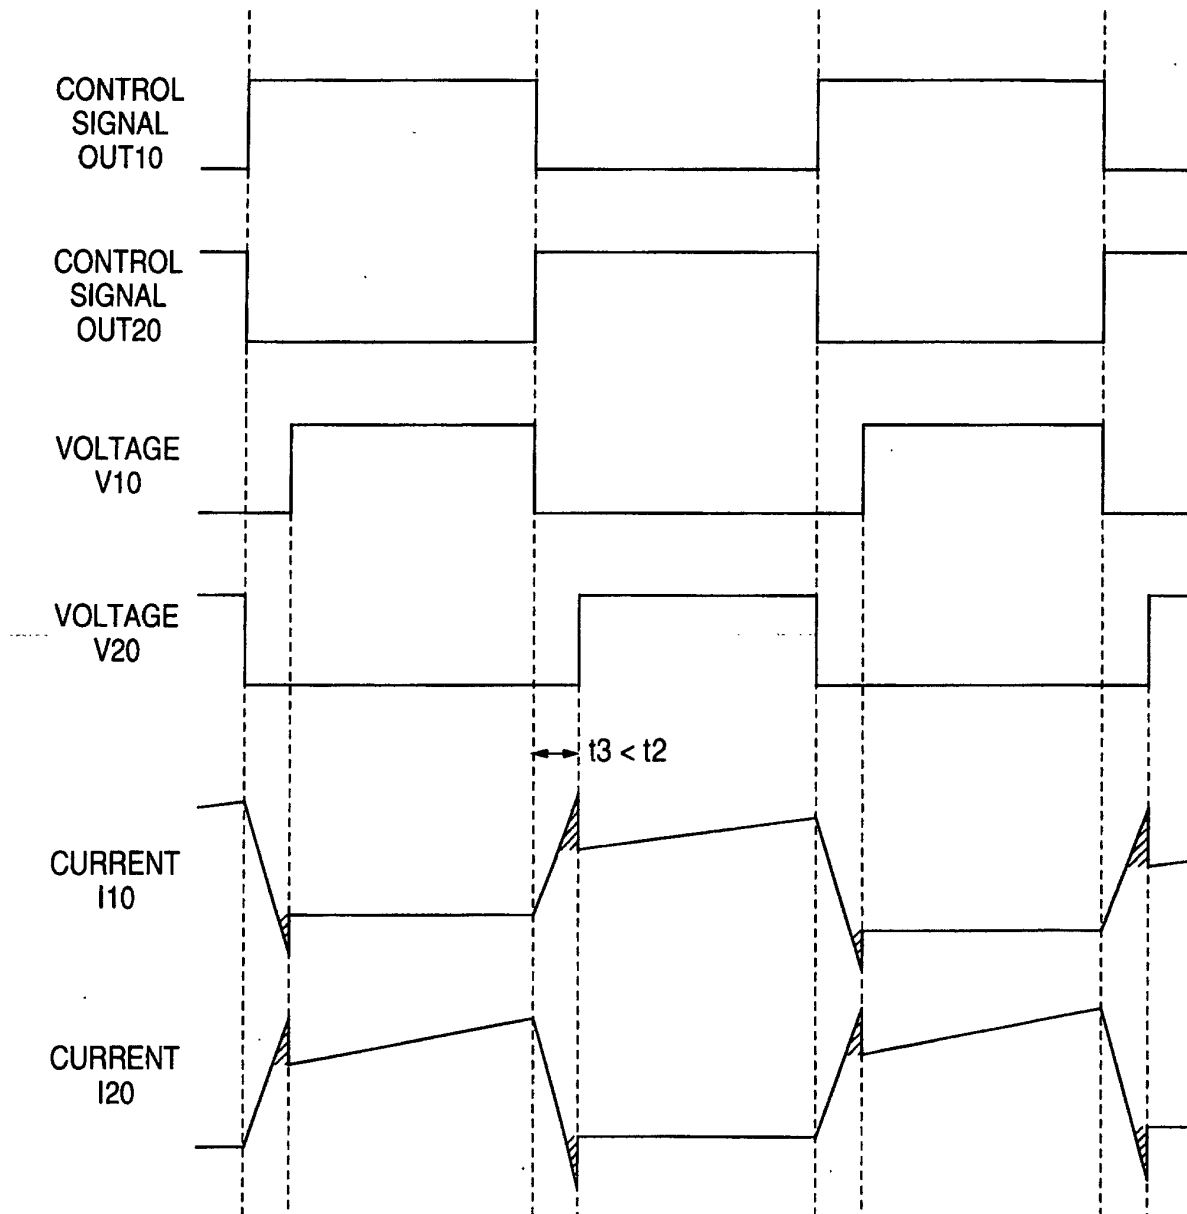 CONTROL
SIGNAL
OUT10
CONTROL
SIGNAL
OUT20
VOLTAGE
V10
VOLTAGE
V20
t3 < t2
CURRENT
I10
CURRENT
I20